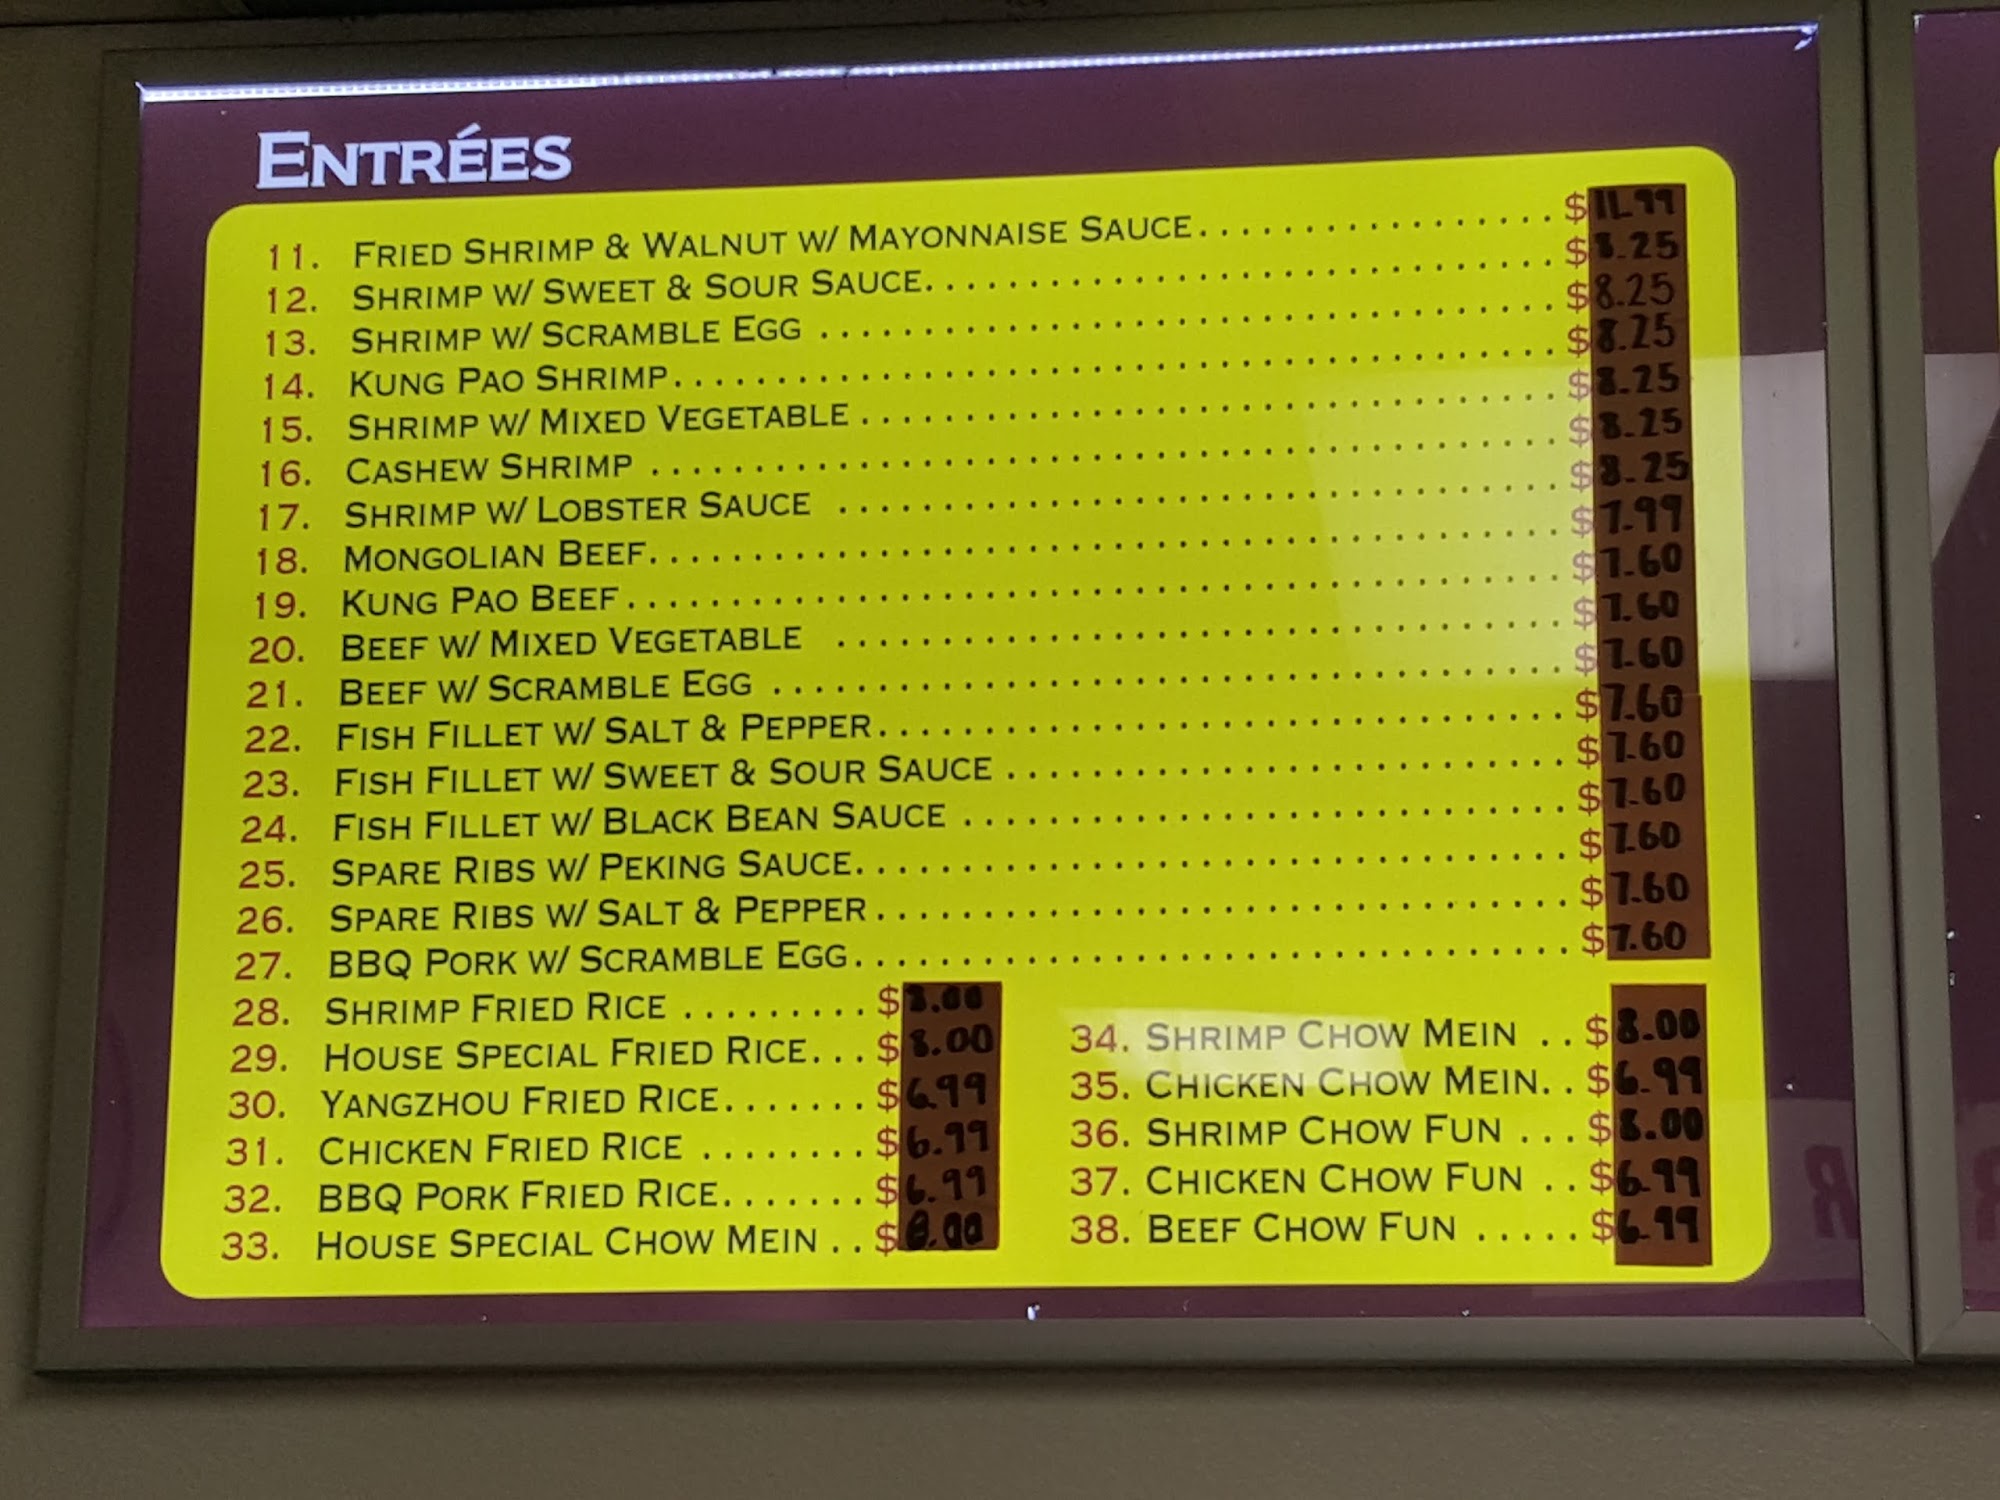 ENTRÉES
11. FRIED SHRIMP & WALNUT W/ MAYONNAISE SAUCE. . . . . . . . . . . . . . . . . $11.99
12. SHRIMP W/ SWEET & SOUR SAUCE. . . . . . . . . . . . . . . . . . . . . . . . . . . . . $8.25
13. SHRIMP W/ SCRAMBLE EGG . . . . . . . . . . . . . . . . . . . . . . . . . . . . . . . . . $8.25
14. KUNG PAO SHRIMP. . . . . . . . . . . . . . . . . . . . . . . . . . . . . . . . . . . . . . . . $8.25
15. SHRIMP W/ MIXED VEGETABLE . . . . . . . . . . . . . . . . . . . . . . . . . . . . . . . $8.25
16. CASHEW SHRIMP . . . . . . . . . . . . . . . . . . . . . . . . . . . . . . . . . . . . . . . . . $8.25
17. SHRIMP W/ LOBSTER SAUCE . . . . . . . . . . . . . . . . . . . . . . . . . . . . . . . . $8.25
18. MONGOLIAN BEEF. . . . . . . . . . . . . . . . . . . . . . . . . . . . . . . . . . . . . . . . . $7.99
19. KUNG PAO BEEF. . . . . . . . . . . . . . . . . . . . . . . . . . . . . . . . . . . . . . . . . . $7.60
20. BEEF W/ MIXED VEGETABLE . . . . . . . . . . . . . . . . . . . . . . . . . . . . . . . . $7.60
21. BEEF W/ SCRAMBLE EGG . . . . . . . . . . . . . . . . . . . . . . . . . . . . . . . . . . . $7.60
22. FISH FILLET W/ SALT & PEPPER. . . . . . . . . . . . . . . . . . . . . . . . . . . . . . $7.60
23. FISH FILLET W/ SWEET & SOUR SAUCE . . . . . . . . . . . . . . . . . . . . . . . . . $7.60
24. FISH FILLET W/ BLACK BEAN SAUCE . . . . . . . . . . . . . . . . . . . . . . . . . . . $7.60
25. SPARE RIBS W/ PEKING SAUCE. . . . . . . . . . . . . . . . . . . . . . . . . . . . . . . $7.60
26. SPARE RIBS W/ SALT & PEPPER . . . . . . . . . . . . . . . . . . . . . . . . . . . . . . $7.60
27. BBQ PORK W/ SCRAMBLE EGG. . . . . . . . . . . . . . . . . . . . . . . . . . . . . . . $7.60
28. SHRIMP FRIED RICE . . . . . . . . . $8.00
29. HOUSE SPECIAL FRIED RICE. . . $8.00
30. YANGZHOU FRIED RICE. . . . . . . $6.99
31. CHICKEN FRIED RICE . . . . . . . . $6.99
32. BBQ PORK FRIED RICE. . . . . . . $6.99
33. HOUSE SPECIAL CHOW MEIN . . $8.00
34. SHRIMP CHOW MEIN . . $8.00
35. CHICKEN CHOW MEIN. . $6.99
36. SHRIMP CHOW FUN . . . $8.00
37. CHICKEN CHOW FUN . . $6.99
38. BEEF CHOW FUN . . . . . $6.99